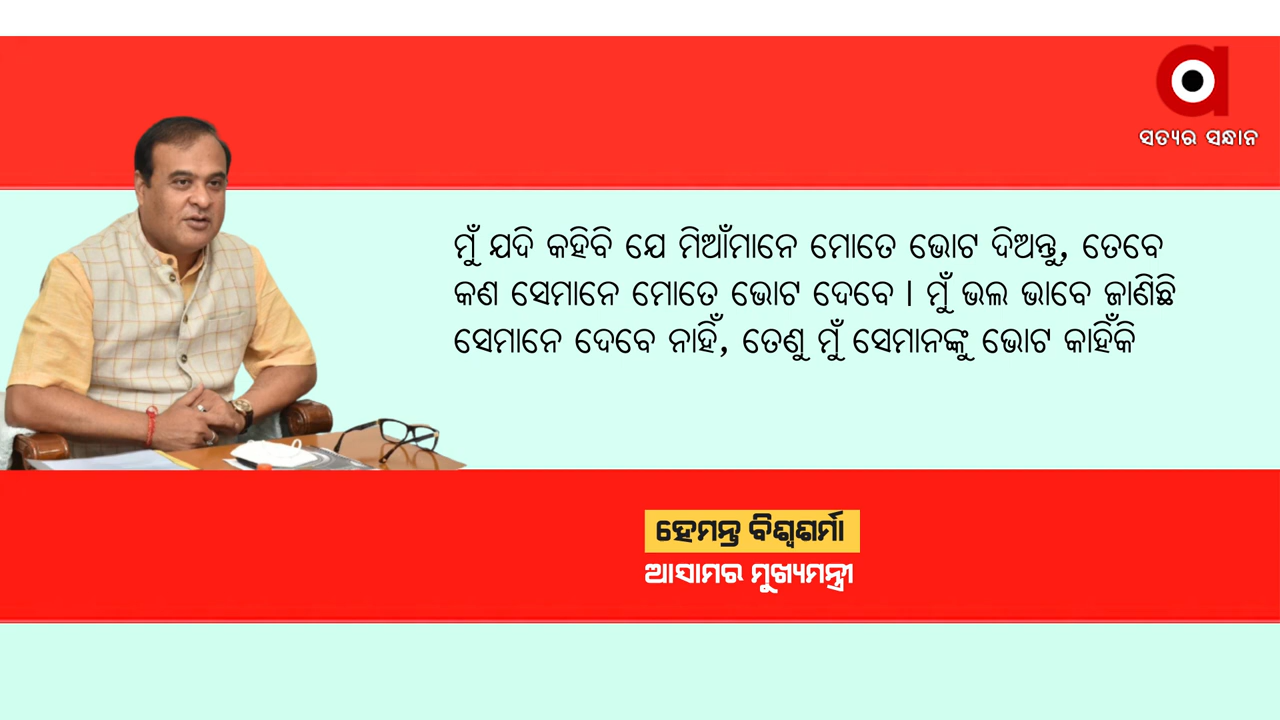 ସତ୍ୟର ସନ୍ଧାନ
ମୁଁ ଯଦି କହିବି ଯେ ମିଆଁମାନେ ମୋତେ ଭୋଟ ଦିଅନ୍ତୁ, ତେବେ
କଣ ସେମାନେ ମୋତେ ଭୋଟ ଦେବେ । ମୁଁ ଭଲ ଭାବେ ଜାଣିଛି
ସେମାନେ ଦେବେ ନାହିଁ, ତେଣୁ ମୁଁ ସେମାନଙ୍କୁ ଭୋଟ କାହିଁକି
ହେମନ୍ତ ବିଶ୍ୱଶର୍ମା
ଆସାମର ମୁଖ୍ୟମନ୍ତ୍ରୀ